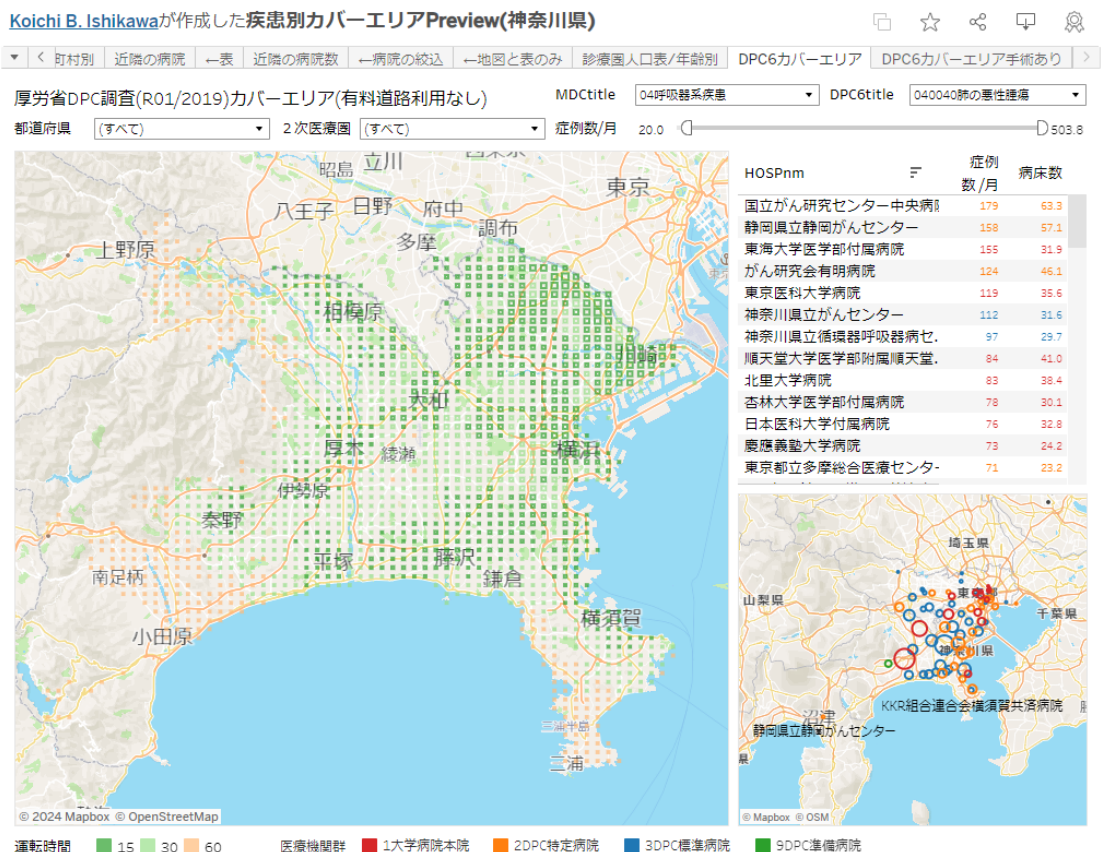 Koichi B. Ishikawaが作成した疾患別カバーエリアPreview(神奈川県)
町村別 近隣の病院 ←表 近隣の病院数 ←病院の絞込 ←地図と表のみ 診療圏人口表/年齢別 DPC6カバーエリア DPC6カバーエリア手術あり
厚労省DPC調査(R01/2019)カバーエリア(有料道路利用なし)
MDCtitle 04呼吸器系疾患 DPC6title 040040肺の悪性腫瘍
都道府県 (すべて) 2次医療圏 (すべて) 症例数/月 20.0 503.8
立川
昭島
東京
八王子 日野 府中
調布
多摩
上野原
相模原
川崎
大和
厚木 綾瀬 横浜
伊勢原
秦野
平塚 藤沢
南足柄 鎌倉
横須賀
小田原
三浦半島
三浦
© 2024 Mapbox © OpenStreetMap
HOSPnm 症例数/月 病床数
国立がん研究センター中央病 179 63.3
静岡県立静岡がんセンター 158 57.1
東海大学医学部付属病院 155 31.9
がん研究会有明病院 124 46.1
東京医科大学病院 119 35.6
神奈川県立がんセンター 112 31.6
神奈川県立循環器呼吸器病セ. 97 29.7
順天堂大学医学部附属順天堂. 84 41.0
北里大学病院 83 38.4
杏林大学医学部付属病院 78 30.1
日本医科大学付属病院 76 32.8
慶應義塾大学病院 73 24.2
東京都立多摩総合医療センタ- 71 23.2
埼玉県
山梨県 東京都
千葉県
神奈川県
KKR組合連合会横須賀共済病院
沼津
静岡県立静岡がんセンター
© Mapbox © OSM
運転時間 15 30 60 医療機関群 1大学病院本院 2DPC特定病院 3DPC標準病院 9DPC準備病院